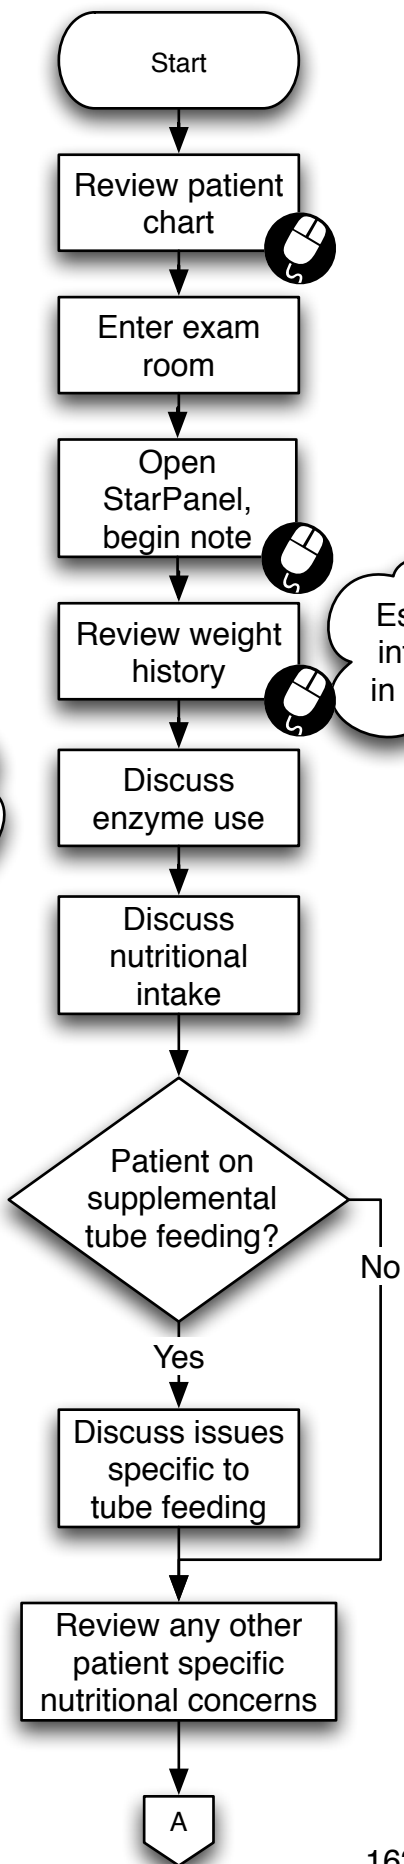 Start
Review patient
chart
Enter exam
room
Open
StarPanel,
begin note
Review weight
history
in
Discuss
enzyme use
Discuss
nutritional
intake
Patient on
supplemental
tube feeding?
No
Yes
Discuss issues
specific to
tube feeding
Review any other
patient specific
nutritional concerns
A